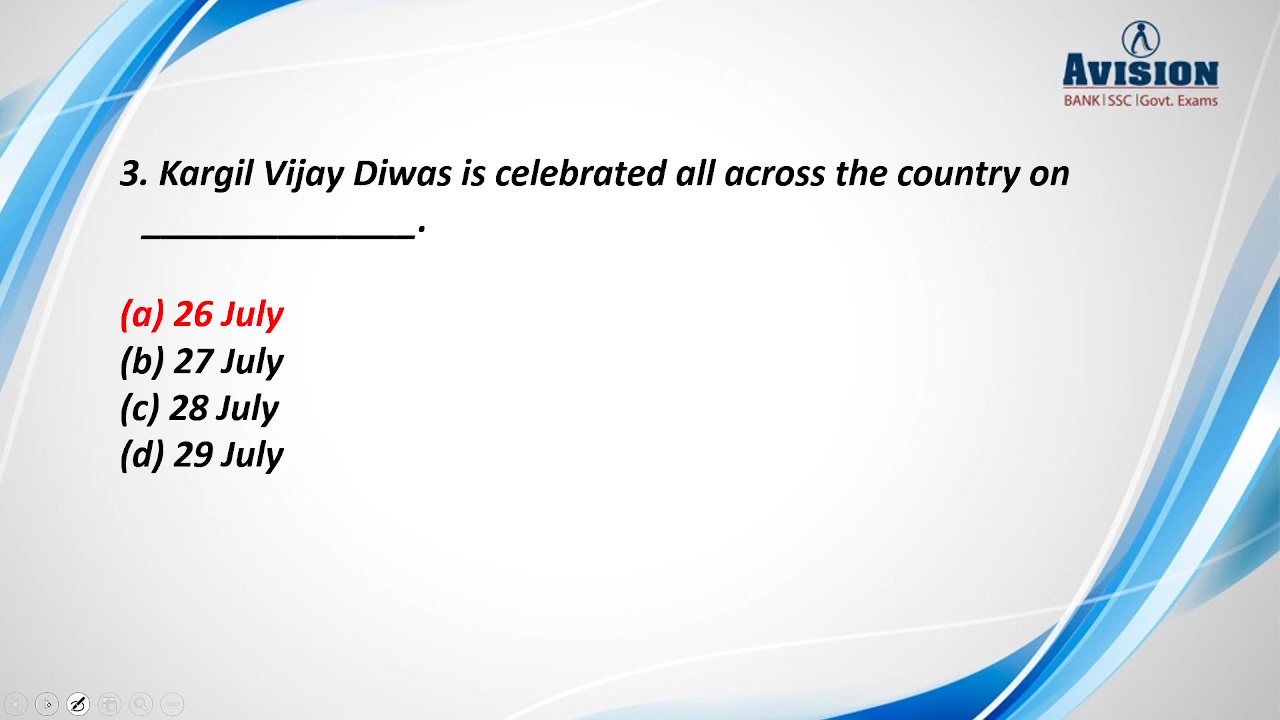 AVISION
BANK|SSC|Govt. Exams
3. Kargil Vijay Diwas is celebrated all across the country on
______________.
(a) 26 July
(b) 27 July
(c) 28 July
(d) 29 July